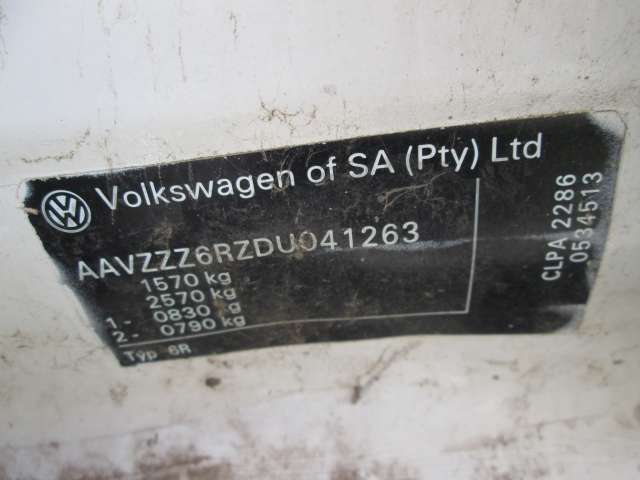 Volkswagen of SA (Pty) Ltd
AAVZZZ6RZDU041263
1570 kg
2570 kg
1- 0830 g
2- 0790 kg
Typ 6R
CLPA 2286
0534513